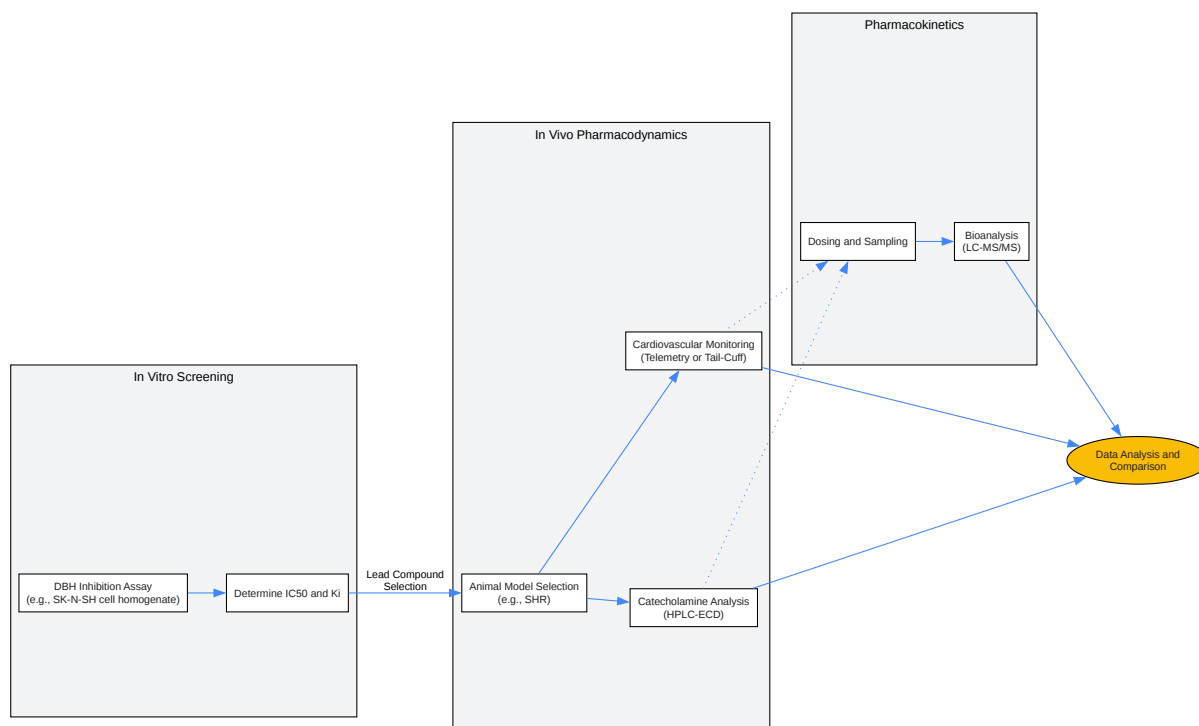 Pharmacokinetics
In Vivo Pharmacodynamics
Dosing and Sampling
Bioanalysis
(LC-MS/MS)
Cardiovascular Monitoring
(Telemetry or Tail-Cuff)
In Vitro Screening
Data Analysis and
Comparison
DBH Inhibition Assay
(e.g., SK-N-SH cell homogenate)
Determine IC50 and Ki
Lead Compound
Selection
Animal Model Selection
(e.g., SHR)
Catecholamine Analysis
(HPLC-ECD)